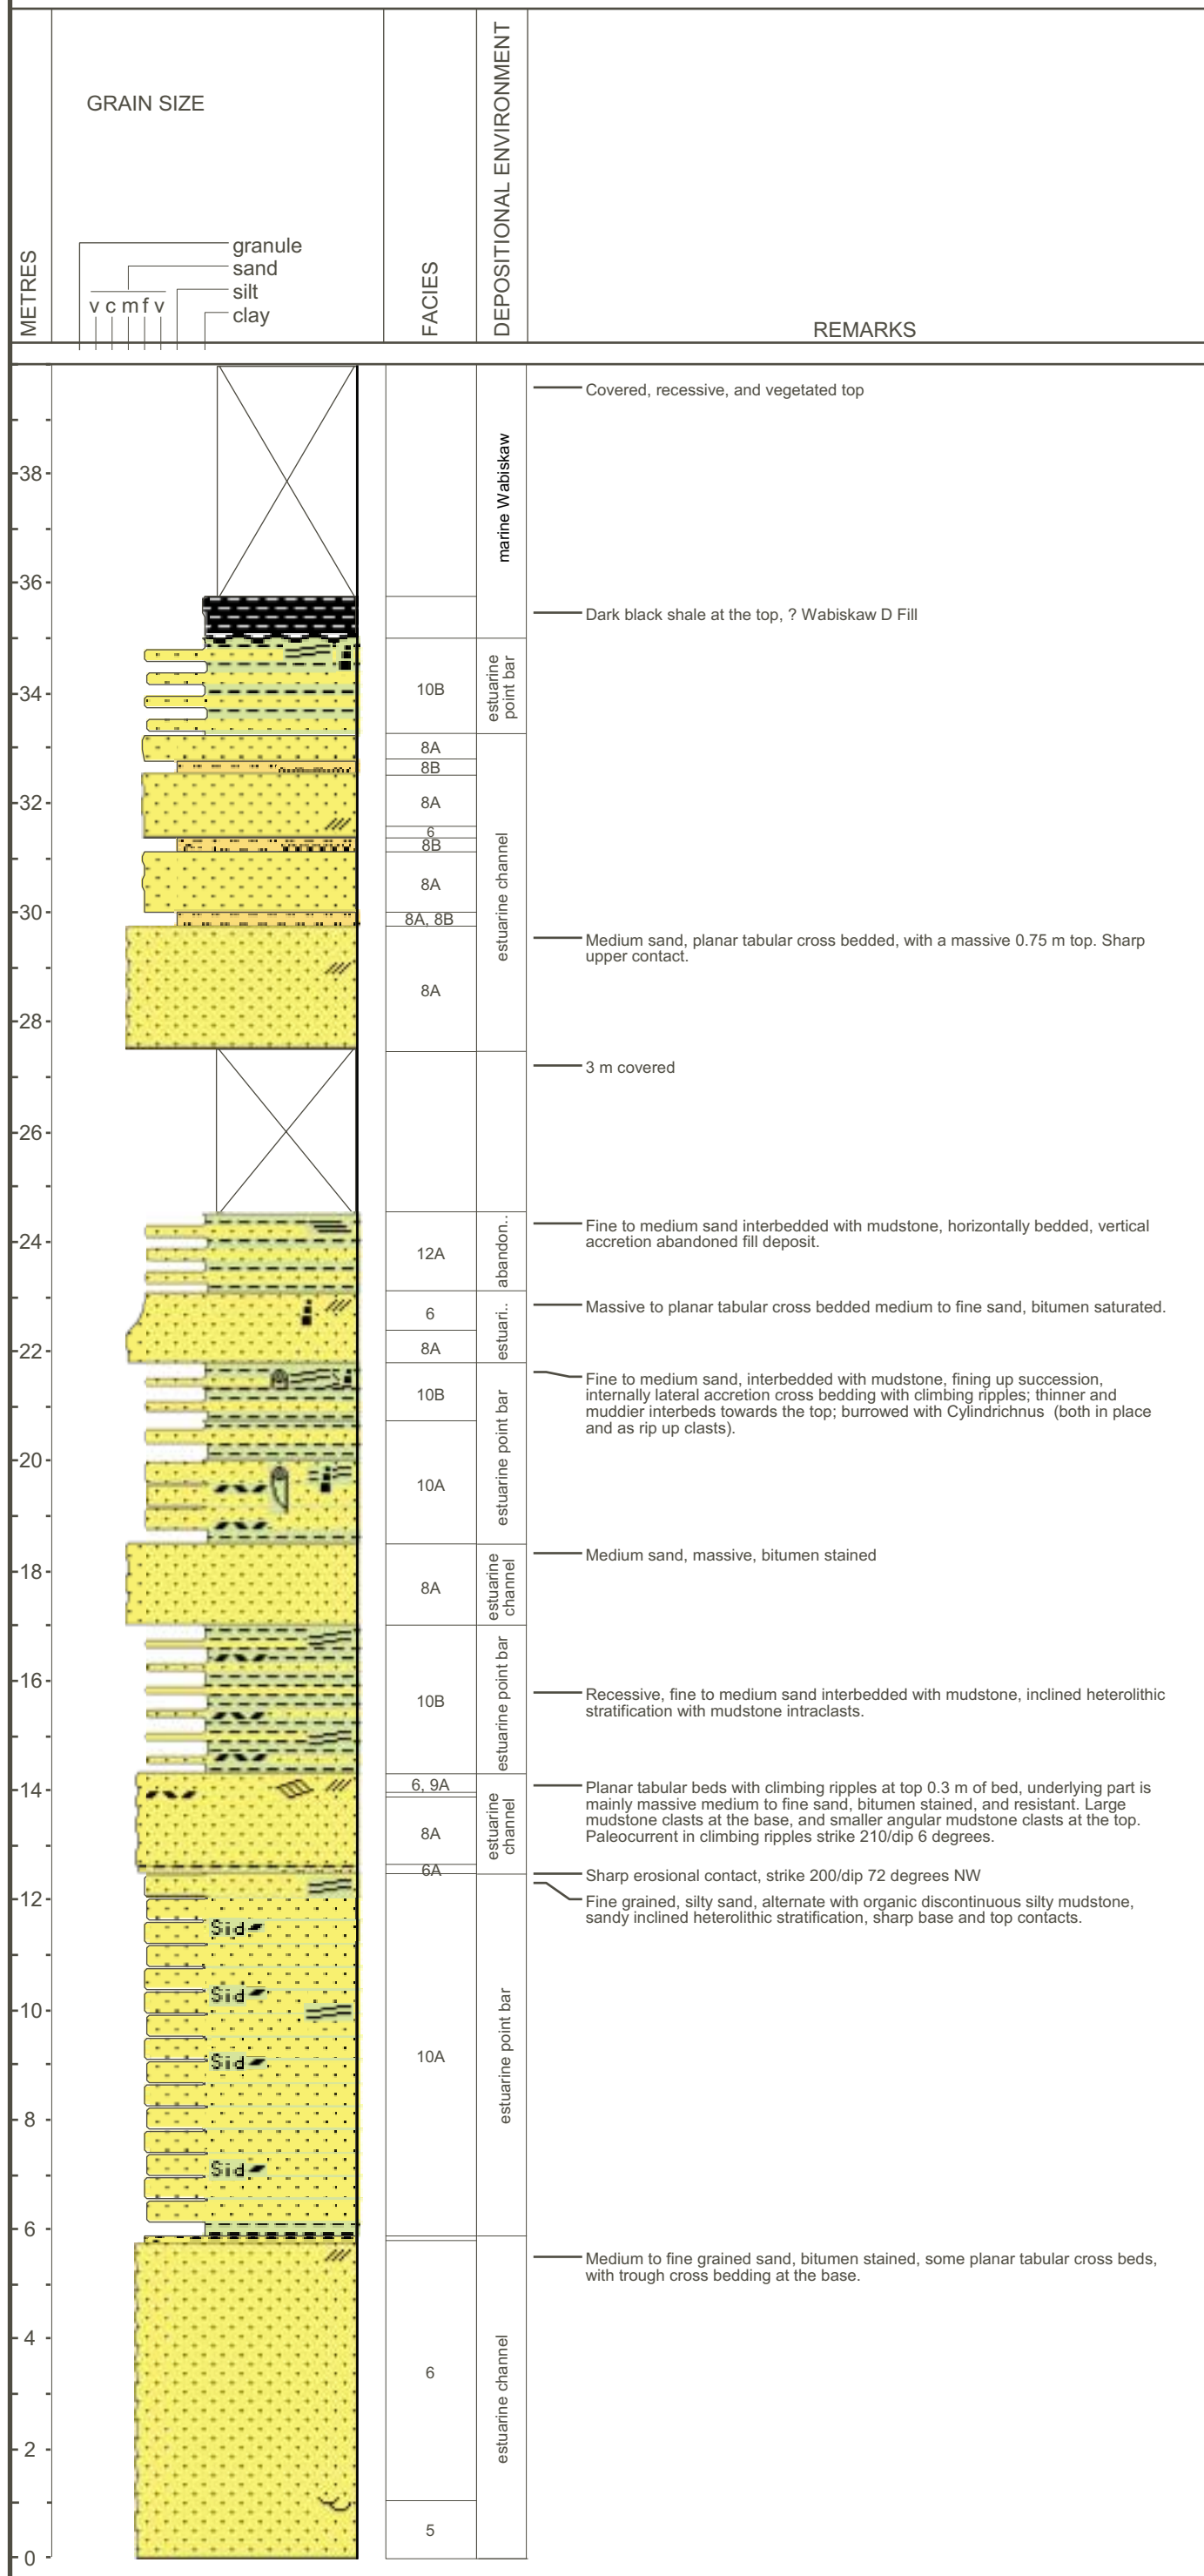 GRAIN SIZE
granule
sand
silt
clay
v c m f v
METRES
FACIES
DEPOSITIONAL ENVIRONMENT
REMARKS
Covered, recessive, and vegetated top
marine Wabiskaw
38
36
Dark black shale at the top, ? Wabiskaw D Fill
34
10B
estuarine
point bar
8A
8B
32
8A
6
8B
8A
estuarine channel
30
8A, 8B
Medium sand, planar tabular cross bedded, with a massive 0.75 m top. Sharp
upper contact.
8A
28
3 m covered
26
24
12A
abandon..
Fine to medium sand interbedded with mudstone, horizontally bedded, vertical
accretion abandoned fill deposit.
6
estuari..
Massive to planar tabular cross bedded medium to fine sand, bitumen saturated.
22
8A
10B
Fine to medium sand, interbedded with mudstone, fining up succession,
internally lateral accretion cross bedding with climbing ripples; thinner and
muddier interbeds towards the top; burrowed with Cylindrichnus (both in place
and as rip up clasts).
20
10A
estuarine point bar
18
8A
estuarine
channel
Medium sand, massive, bitumen stained
16
10B
estuarine point bar
Recessive, fine to medium sand interbedded with mudstone, inclined heterolithic
stratification with mudstone intraclasts.
14
6, 9A
8A
estuarine
channel
Planar tabular beds with climbing ripples at top 0.3 m of bed, underlying part is
mainly massive medium to fine sand, bitumen stained, and resistant. Large
mudstone clasts at the base, and smaller angular mudstone clasts at the top.
Paleocurrent in climbing ripples strike 210/dip 6 degrees.
6A
Sharp erosional contact, strike 200/dip 72 degrees NW
12
Fine grained, silty sand, alternate with organic discontinuous silty mudstone,
sandy inclined heterolithic stratification, sharp base and top contacts.
Sid
10
Sid
Sid
10A
estuarine point bar
8
Sid
6
Medium to fine grained sand, bitumen stained, some planar tabular cross beds,
with trough cross bedding at the base.
4
6
estuarine channel
2
5
0